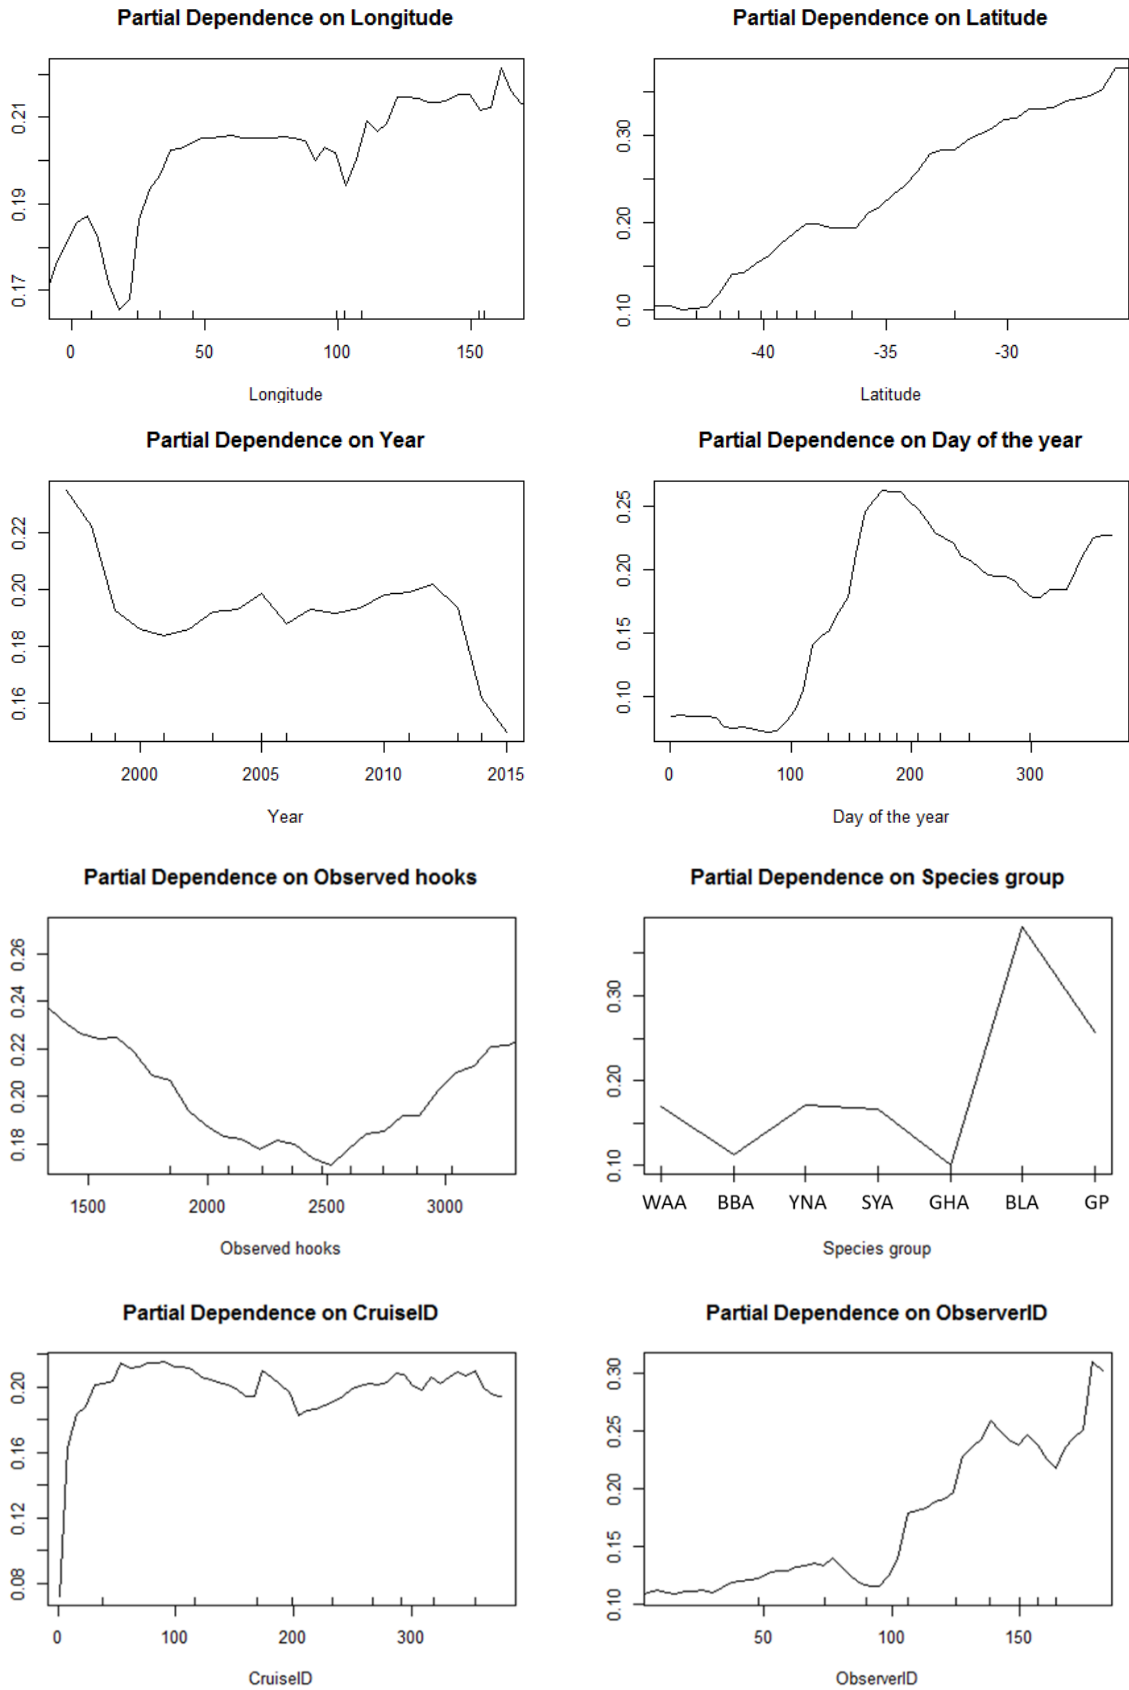 Partial Dependence on Longitude
0.21
0.19
0.17
0 50 100 150
Longitude
Partial Dependence on Latitude
0.30
0.20
0.10
-40 -35 -30
Latitude
Partial Dependence on Year
0.22
0.20
0.18
0.16
2000 2005 2010 2015
Year
Partial Dependence on Day of the year
0.25
0.20
0.15
0.10
0 100 200 300
Day of the year
Partial Dependence on Observed hooks
0.26
0.24
0.22
0.20
0.18
1500 2000 2500 3000
Observed hooks
Partial Dependence on Species group
0.30
0.20
0.10
WAA BBA YNA SYA GHA BLA GP
Species group
Partial Dependence on CruiseID
0.20
0.16
0.12
0.08
0 100 200 300
CruiseID
Partial Dependence on ObserverID
0.30
0.25
0.20
0.15
0.10
50 100 150
ObserverID